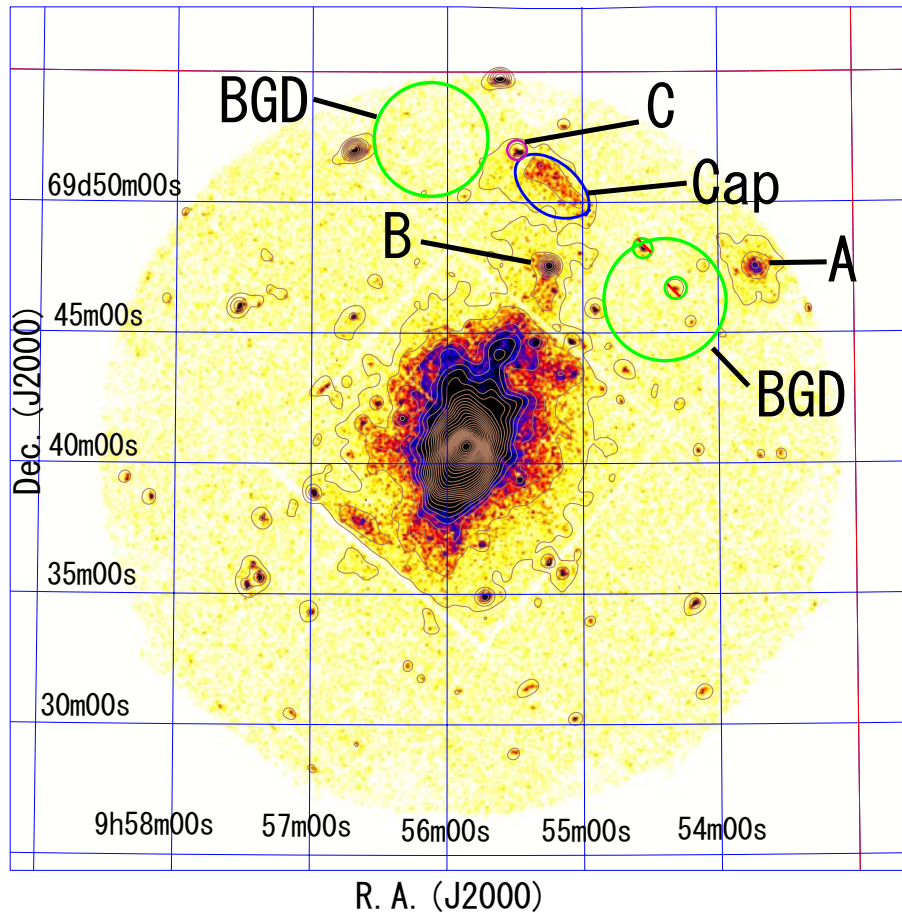 BGD
C
69d50m00s
Cap
B
A
45m00s
BGD
Dec. (J2000)
40m00s
35m00s
30m00s
9h58m00s 57m00s 56m00s 55m00s 54m00s
R. A. (J2000)